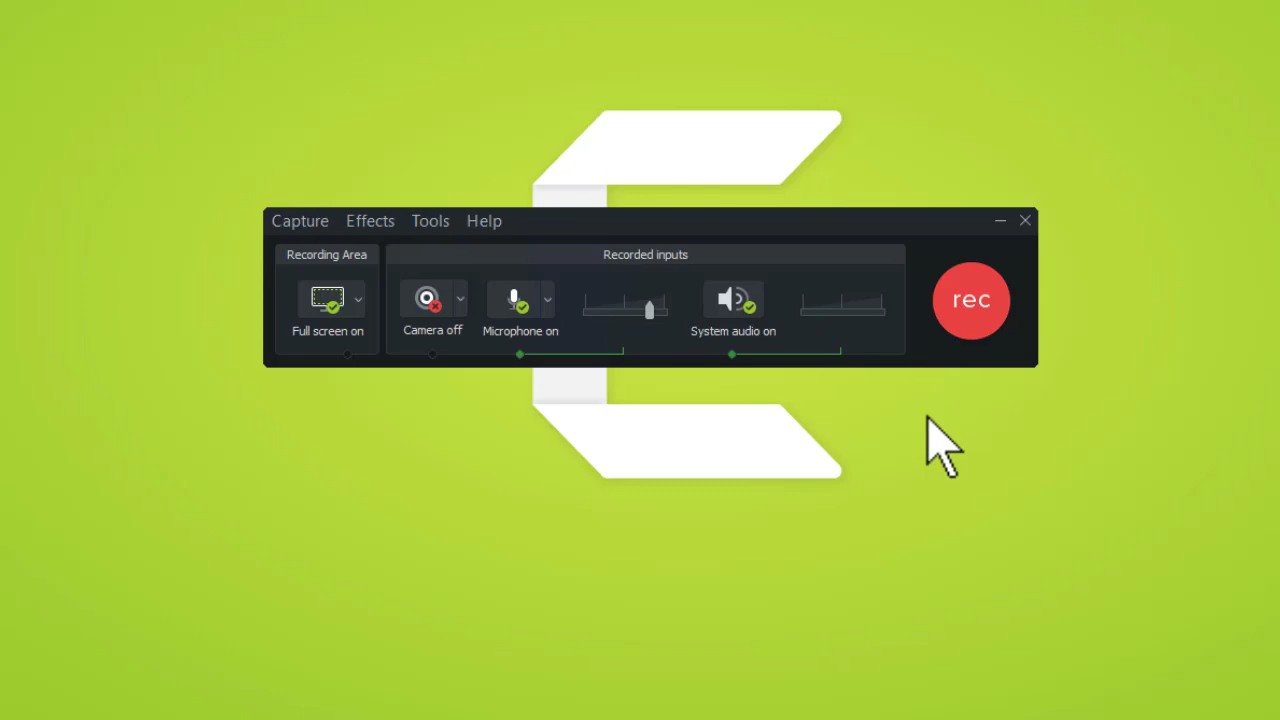 Capture Effects Tools Help
Recording Area
Recorded inputs
Full screen on
Camera off
Microphone on
System audio on
rec